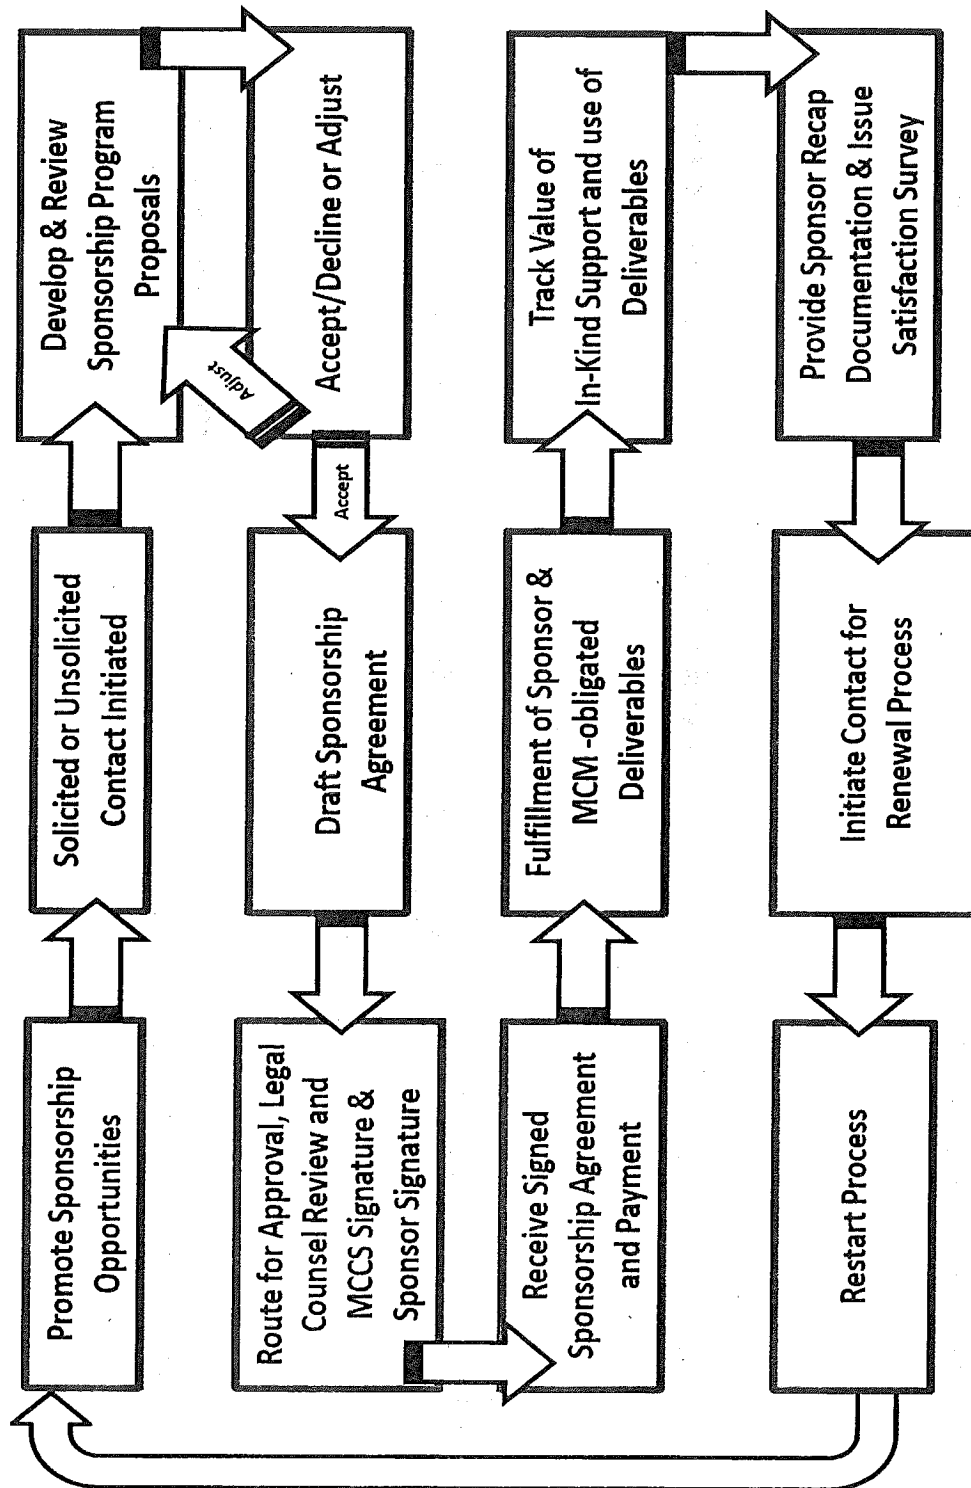 Promote Sponsorship
Opportunities
Solicited or Unsolicited
Contact Initiated
Develop & Review
Sponsorship Program
Proposals
Adjust
Accept/Decline or Adjust
Accept
Draft Sponsorship
Agreement
Route for Approval, Legal
Counsel Review and
MCCS Signature &
Sponsor Signature
Receive Signed
Sponsorship Agreement
and Payment
Fulfillment of Sponsor &
MCM -obligated
Deliverables
Track Value of
In-Kind Support and use of
Deliverables
Provide Sponsor Recap
Documentation & Issue
Satisfaction Survey
Initiate Contact for
Renewal Process
Restart Process